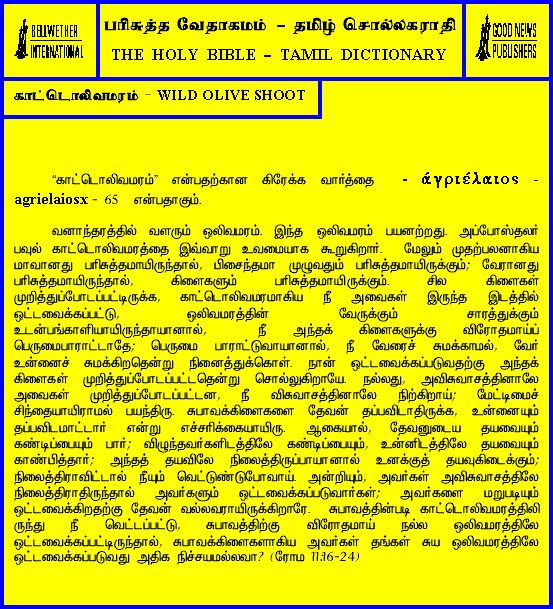 BELLWETHER
INTERNATIONAL
பரிசுத்த வேதாகமம் – தமிழ் சொல்லகராதி
THE HOLY BIBLE – TAMIL DICTIONARY
GOOD NEWS
PUBLISHERS
காட்டொலிவமரம் – WILD OLIVE SHOOT
“காட்டொலிவமரம்” என்பதற்கான கிரேக்க வார்த்தை - άγριέλαιος -
agrielaiosx - 65 என்பதாகும்.
வனாந்தரத்தில் வளரும் ஒலிவமரம். இந்த ஒலிவமரம் பயனற்றது. அப்போஸ்தலர்
பவுல் காட்டொலிவமரத்தை இவ்வாறு உவமையாக கூறுகிறார். மேலும் முதற்பலனாகிய
மாவானது பரிசுத்தமாயிருந்தால், பிசைந்தமா முழுவதும் பரிசுத்தமாயிருக்கும்; வேரானது
பரிசுத்தமாயிருந்தால், கிளைகளும் பரிசுத்தமாயிருக்கும். சில கிளைகள்
முறித்துப்போடப்பட்டிருக்க, காட்டொலிவமரமாகிய நீ அவைகள் இருந்த இடத்தில்
ஒட்டவைக்கப்பட்டு, ஒலிவமரத்தின் வேருக்கும் சாரத்துக்கும்
உடன்பங்காளியாயிருந்தாயானால், நீ அந்தக் கிளைகளுக்கு விரோதமாய்ப்
பெருமைபாராட்டாதே; பெருமை பாராட்டுவாயானால், நீ வேரைச் சுமக்காமல், வேர்
உன்னைச் சுமக்கிறதென்று நினைத்துக்கொள். நான் ஒட்டவைக்கப்படுவதற்கு அந்தக்
கிளைகள் முறித்துப்போடப்பட்டதென்று சொல்லுகிறாயே. நல்லது, அவிசுவாசத்தினாலே
அவைகள் முறித்துப்போடப்பட்டன, நீ விசுவாசத்தினாலே நிற்கிறாய்; மேட்டிமைச்
சிந்தையாயிராமல் பயந்திரு. சுபாவக்கிளைகளை தேவன் தப்பவிடாதிருக்க, உன்னையும்
தப்பவிடமாட்டார் என்று எச்சரிக்கையாயிரு. ஆகையால், தேவனுடைய தயவையும்
கண்டிப்பையும் பார்; விழுந்தவர்களிடத்திலே கண்டிப்பையும், உன்னிடத்திலே தயவையும்
காண்பித்தார்; அந்தத் தயவிலே நிலைத்திருப்பாயானால் உனக்குத் தயவுகிடைக்கும்;
நிலைத்திராவிட்டால் நீயும் வெட்டுண்டுபோவாய். அன்றியும், அவர்கள் அவிசுவாசத்திலே
நிலைத்திராதிருந்தால் அவர்களும் ஒட்டவைக்கப்படுவார்கள்; அவர்களை மறுபடியும்
ஒட்டவைக்கிறதற்கு தேவன் வல்லவராயிருக்கிறாரே. சுபாவத்தின்படி காட்டொலிவமரத்திலி
ருந்து நீ வெட்டப்பட்டு, சுபாவத்திற்கு விரோதமாய் நல்ல ஒலிவமரத்திலே
ஒட்டவைக்கப்பட்டிருந்தால், சுபாவக்கிளைகளாகிய அவர்கள் தங்கள் சுய ஒலிவமரத்திலே
ஒட்டவைக்கப்படுவது அதிக நிச்சயமல்லவா? (ரோம 11:16-24)